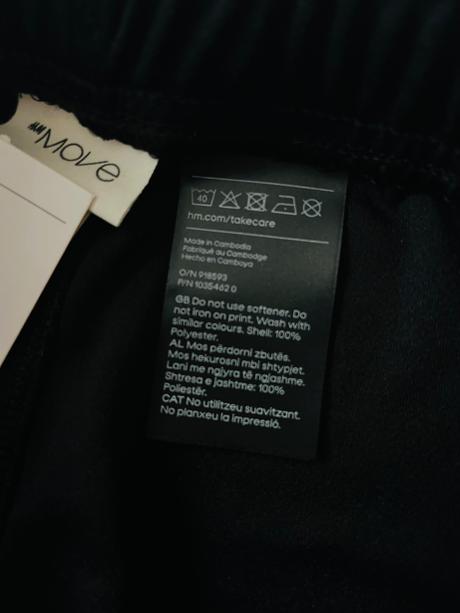 H&M MOVE
40
hm.com/takecare
Made in Cambodia
Fabriqué au Cambodge
Hecho en Camboya
O/N 918593
P/N 1035462 0
GB Do not use softener. Do
not iron on print. Wash with
similar colours. Shell: 100%
Polyester.
AL Mos përdorni zbutës.
Mos hekurosni mbi shtypjet.
Lani me ngjyra të ngjashme.
Shtresa e jashtme: 100%
Poliestër.
CAT No utilitzeu suavitzant.
No planxeu la impressió.